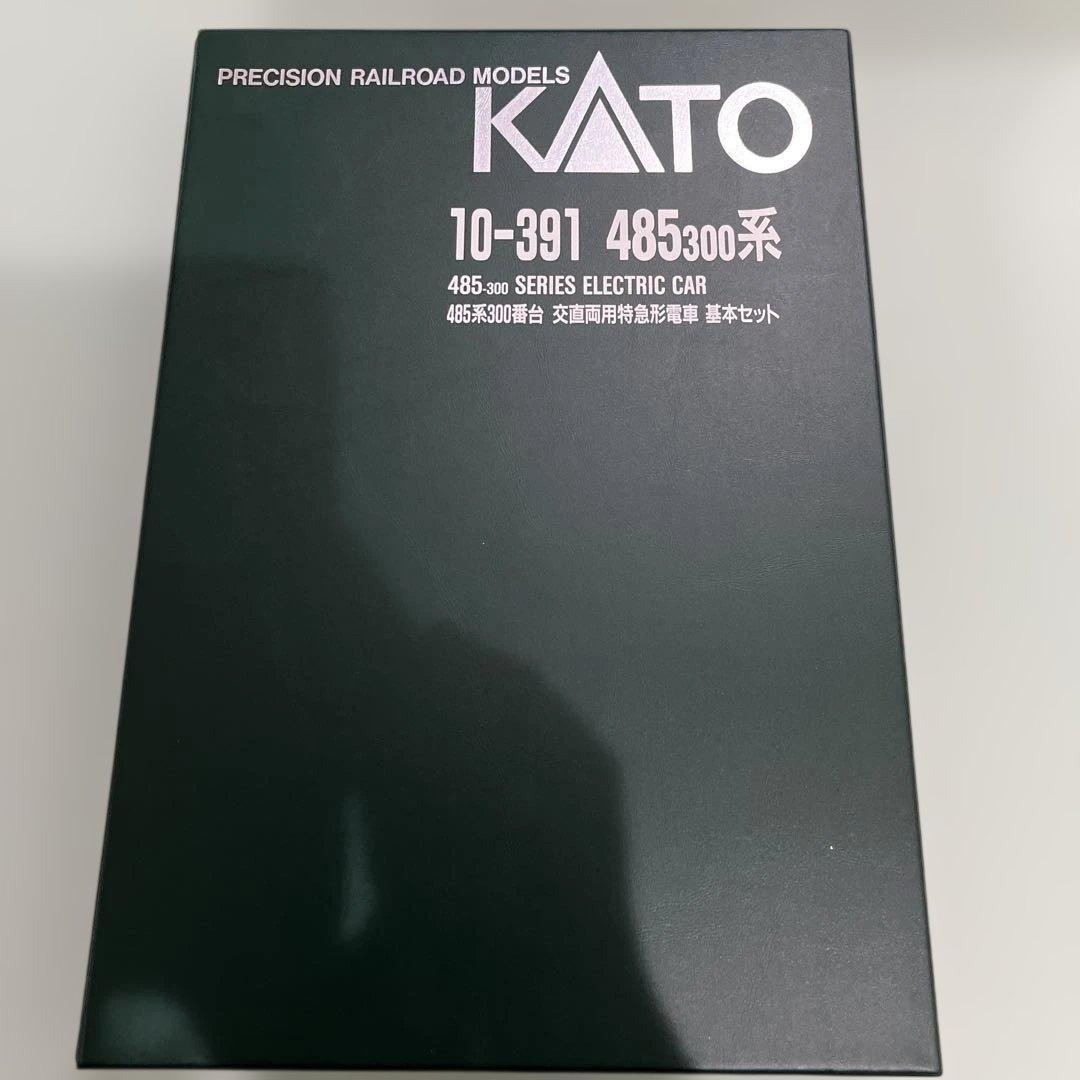 PRECISION RAILROAD MODELS
KATO
10-391 485300系
485-300 SERIES ELECTRIC CAR
485系300番台 交直両用特急形電車 基本セット